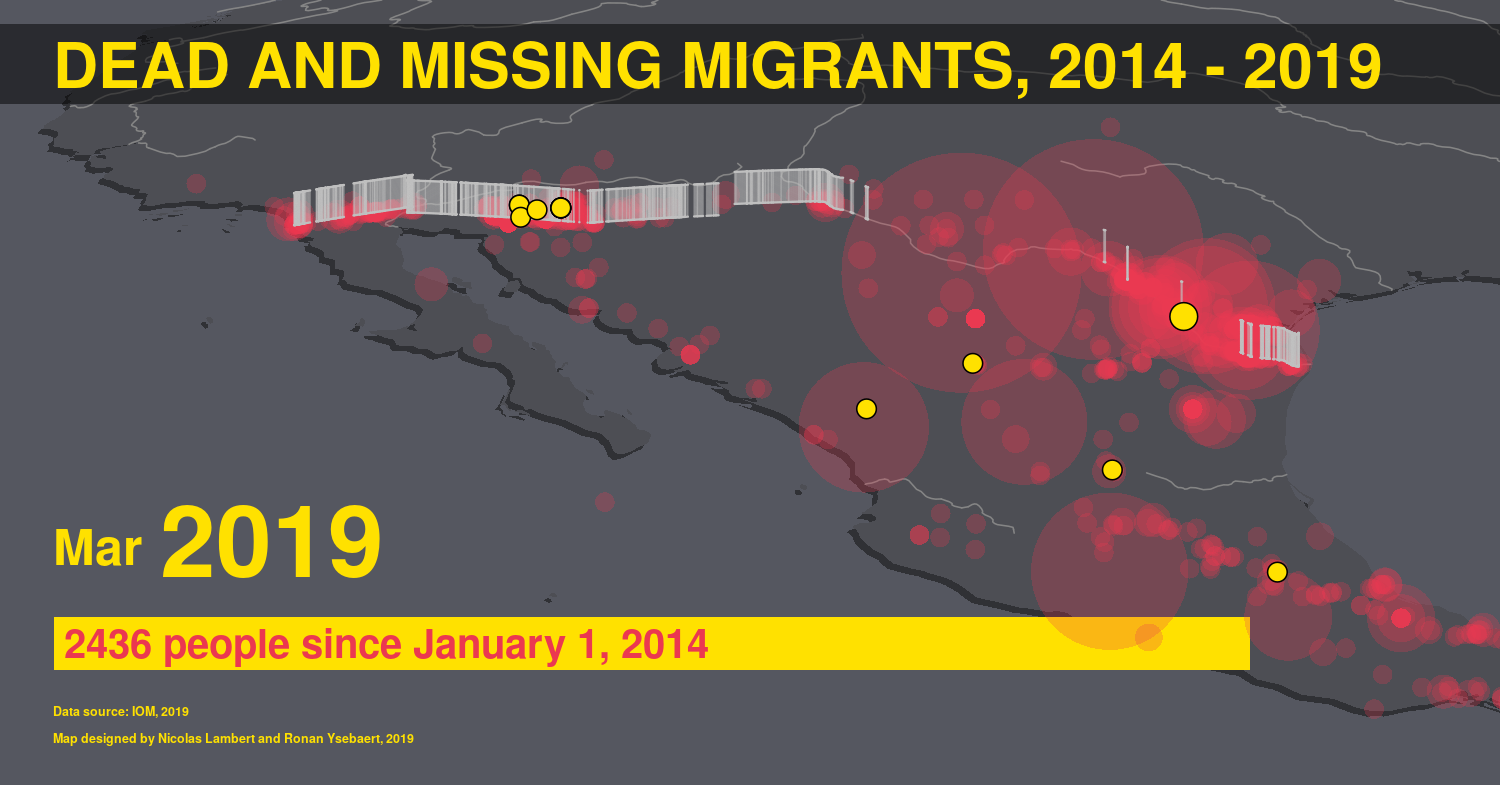 DEAD AND MISSING MIGRANTS, 2014 - 2019
Mar 2019
2436 people since January 1, 2014
Data source: IOM, 2019
Map designed by Nicolas Lambert and Ronan Ysebaert, 2019